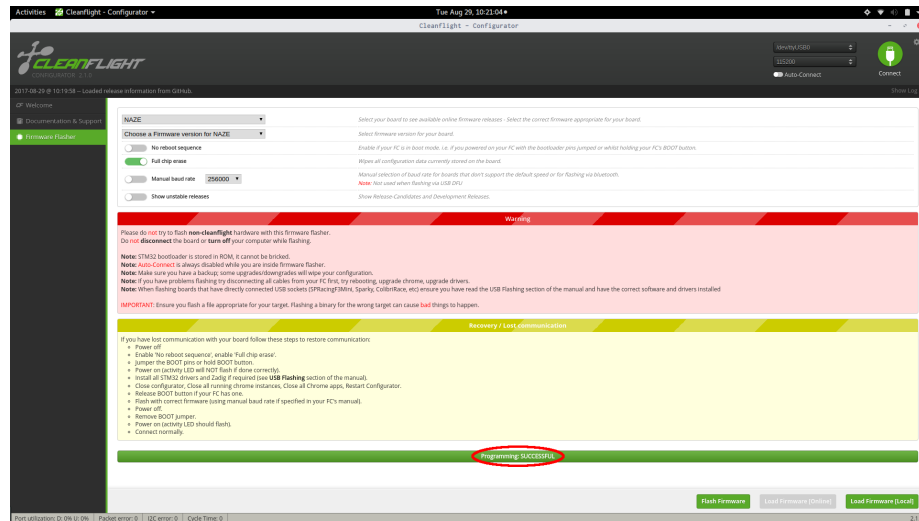 Activities Cleanflight - Configurator
Tue Aug 29, 10:21:04
Cleanflight - Configurator
CLEANFLIGHT
CONFIGURATOR 2.1.0
/dev/ttyUSB0
115200
Auto-Connect
Connect
2017-08-29 @ 10:19:58 -- Loaded release information from GitHub.
Show Log
Welcome
Documentation & Support
Firmware Flasher
NAZE
Select your board to see available online firmware releases - Select the correct firmware appropriate for your board.
Choose a Firmware version for NAZE
Select firmware version for your board.
No reboot sequence
Enable if your FC is in boot mode. i.e. if you powered on your FC with the bootloader pins jumped or whilst holding your FC's BOOT button.
Full chip erase
Wipes all configuration data currently stored on the board.
Manual baud rate 256000
Manual selection of baud rate for boards that don't support the default speed or for flashing via bluetooth.
Note: Not used when flashing via USB DFU
Show unstable releases
Show Release-Candidates and Development Releases.
Warning
Please do not try to flash non-cleanflight hardware with this firmware flasher.
Do not disconnect the board or turn off your computer while flashing.
Note: STM32 bootloader is stored in ROM, it cannot be bricked.
Note: Auto-Connect is always disabled while you are inside firmware flasher.
Note: Make sure you have a backup; some upgrades/downgrades will wipe your configuration.
Note: If you have problems flashing try disconnecting all cables from your FC first, try rebooting, upgrade chrome, upgrade drivers.
Note: When flashing boards that have directly connected USB sockets (SPRacingF3Mini, Sparky, ColibriRace, etc) ensure you have read the USB Flashing section of the manual and have the correct software and drivers installed
IMPORTANT: Ensure you flash a file appropriate for your target. Flashing a binary for the wrong target can cause bad things to happen.
Recovery / Lost communication
If you have lost communication with your board follow these steps to restore communication:
Power off
Enable 'No reboot sequence', enable 'Full chip erase'.
Jumper the BOOT pins or hold BOOT button.
Power on (activity LED will NOT flash if done correctly).
Install all STM32 drivers and Zadig if required (see USB Flashing section of the manual).
Close configurator, Close all running chrome instances, Close all Chrome apps, Restart Configurator.
Release BOOT button if your FC has one.
Flash with correct firmware (using manual baud rate if specified in your FC's manual).
Power off.
Remove BOOT jumper.
Power on (activity LED should flash).
Connect normally.
Programming: SUCCESSFUL
Flash Firmware
Load Firmware [Online]
Load Firmware [Local]
Port utilization: D: 0% U: 0% Packet error: 0 I2C error: 0 Cycle Time: 0